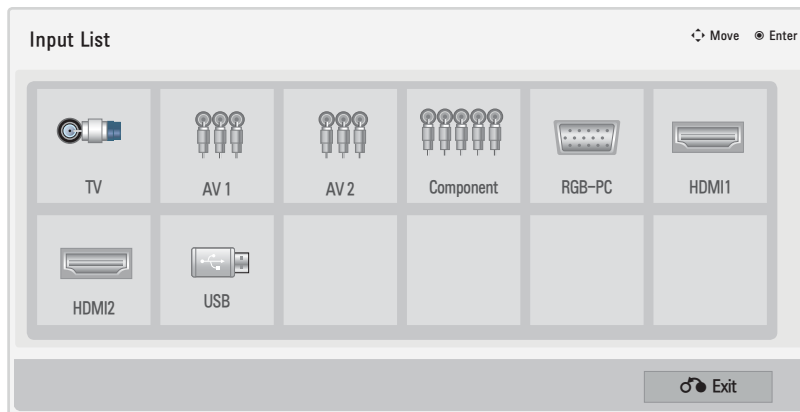 Input List
Move
Enter
TV
AV 1
AV 2
Component
RGB-PC
HDMI1
HDMI2
USB
Exit